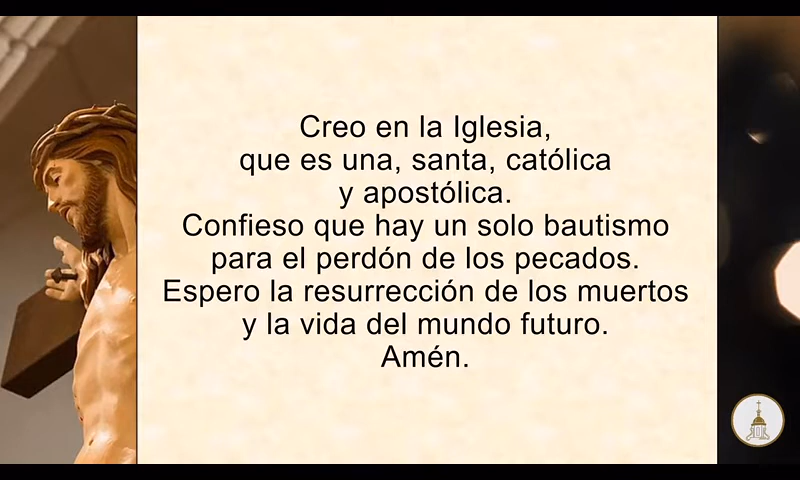 Creo en la Iglesia,
que es una, santa, católica
y apostólica.
Confieso que hay un solo bautismo
para el perdón de los pecados.
Espero la resurrección de los muertos
y la vida del mundo futuro.
Amén.